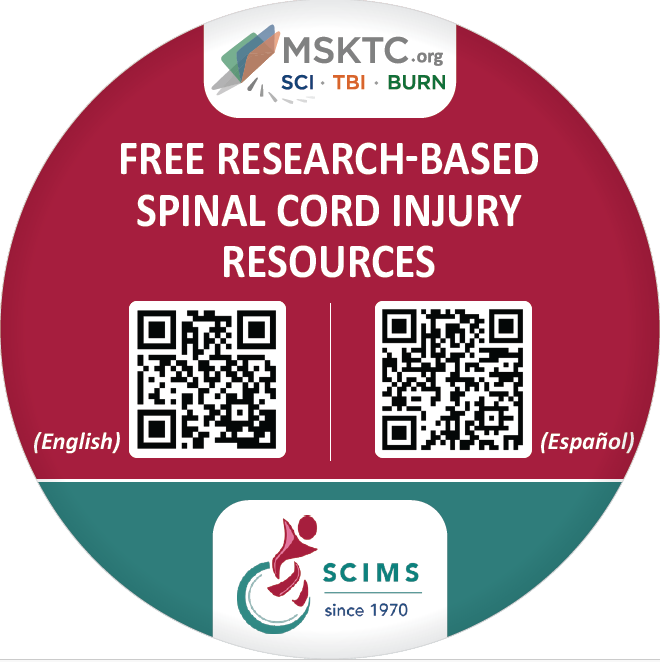 MSKTC.org
SCI · TBI · BURN
FREE RESEARCH-BASED
SPINAL CORD INJURY
RESOURCES
(English)
(Español)
SCIMS
since 1970